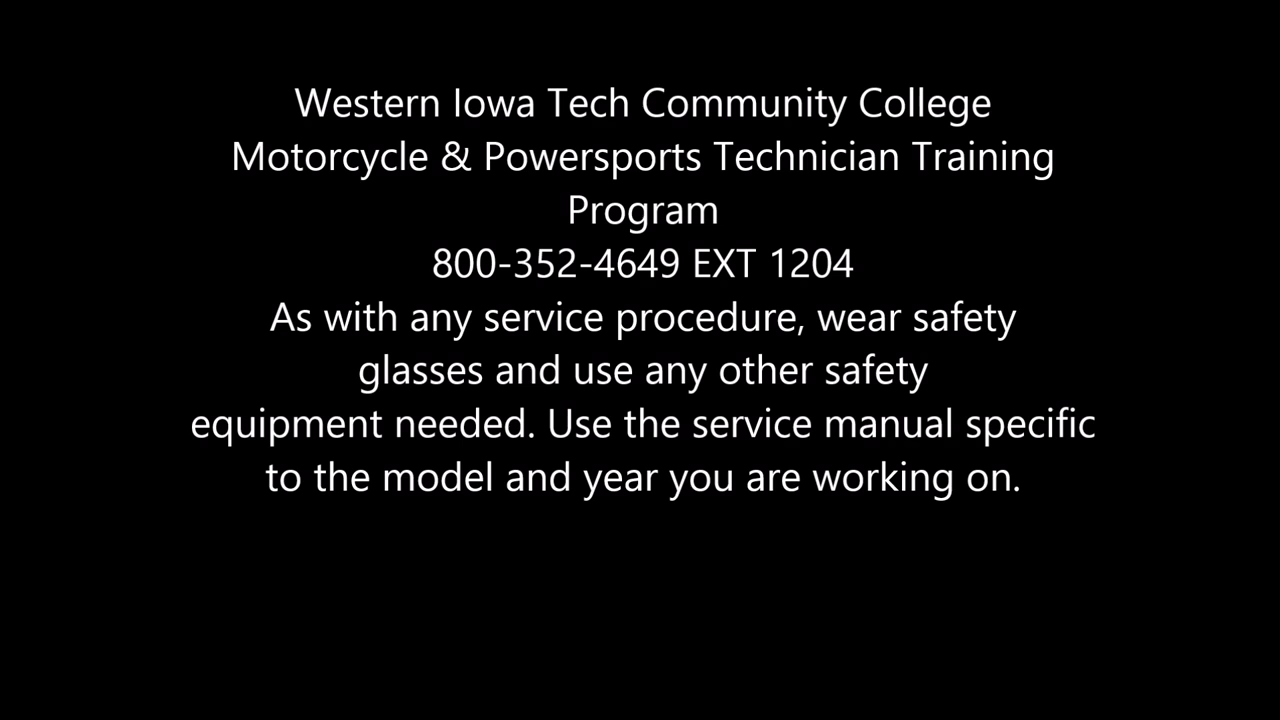 Western Iowa Tech Community College
Motorcycle & Powersports Technician Training
Program
800-352-4649 EXT 1204
As with any service procedure, wear safety
glasses and use any other safety
equipment needed. Use the service manual specific
to the model and year you are working on.